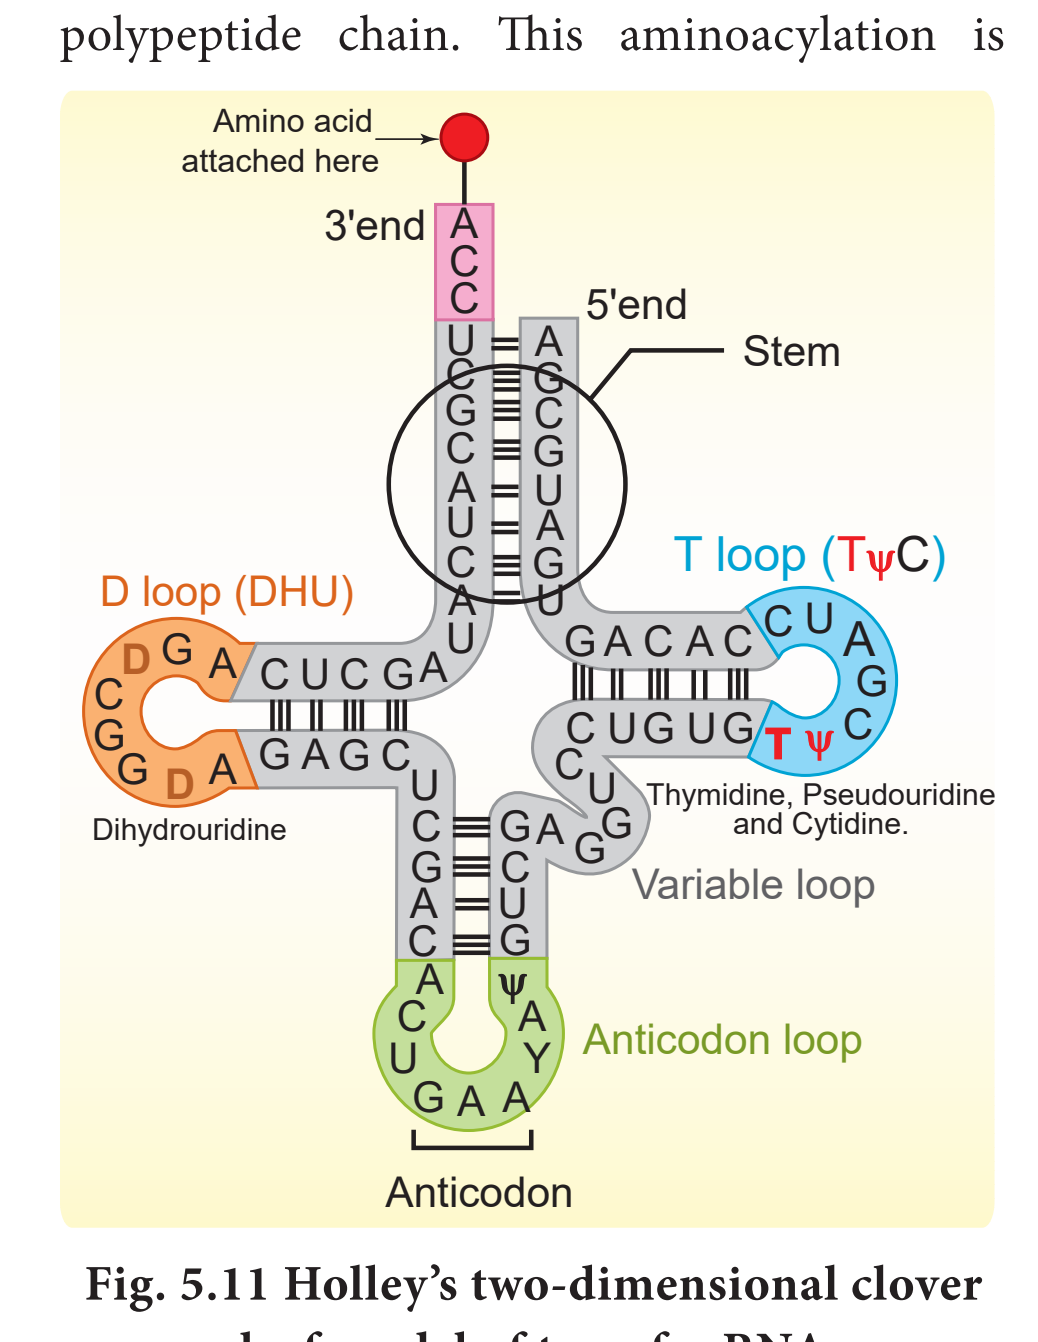 polypeptide chain. This aminoacylation is
Amino acid
attached here
3'end
A
C
C
5'end
U A
C G
G C
C G
A U
U A
C G
A U
U
Stem
D loop (DHU)
T loop (TψC)
D G A
C U C G A
C
G
G D A
G A G C
U
Dihydrouridine
G A C A C
C U A
G
C
C U G U G
T ψ
C
U
G
G
A
G
Thymidine, Pseudouridine
and Cytidine.
Variable loop
C
G C
A U
C G
A ψ
C A
U Y
G A A
Anticodon loop
Anticodon
Fig. 5.11 Holley's two-dimensional clover